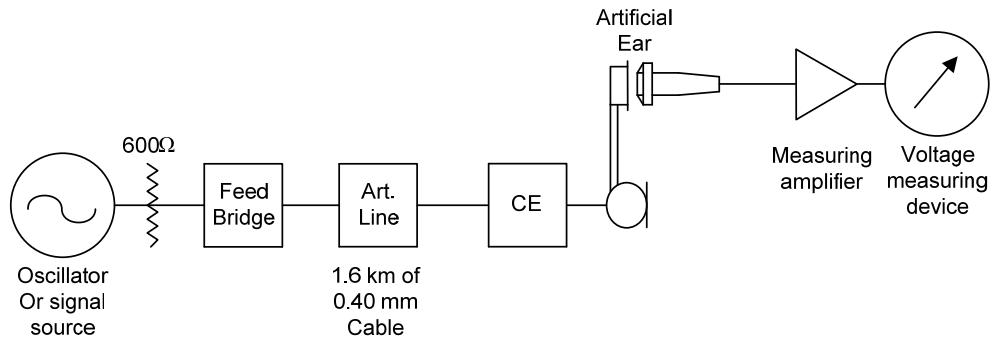 Artificial
Ear
600Ω
Feed
Bridge
Art.
Line
CE
Measuring
amplifier
Voltage
measuring
device
Oscillator
Or signal
source
1.6 km of
0.40 mm
Cable